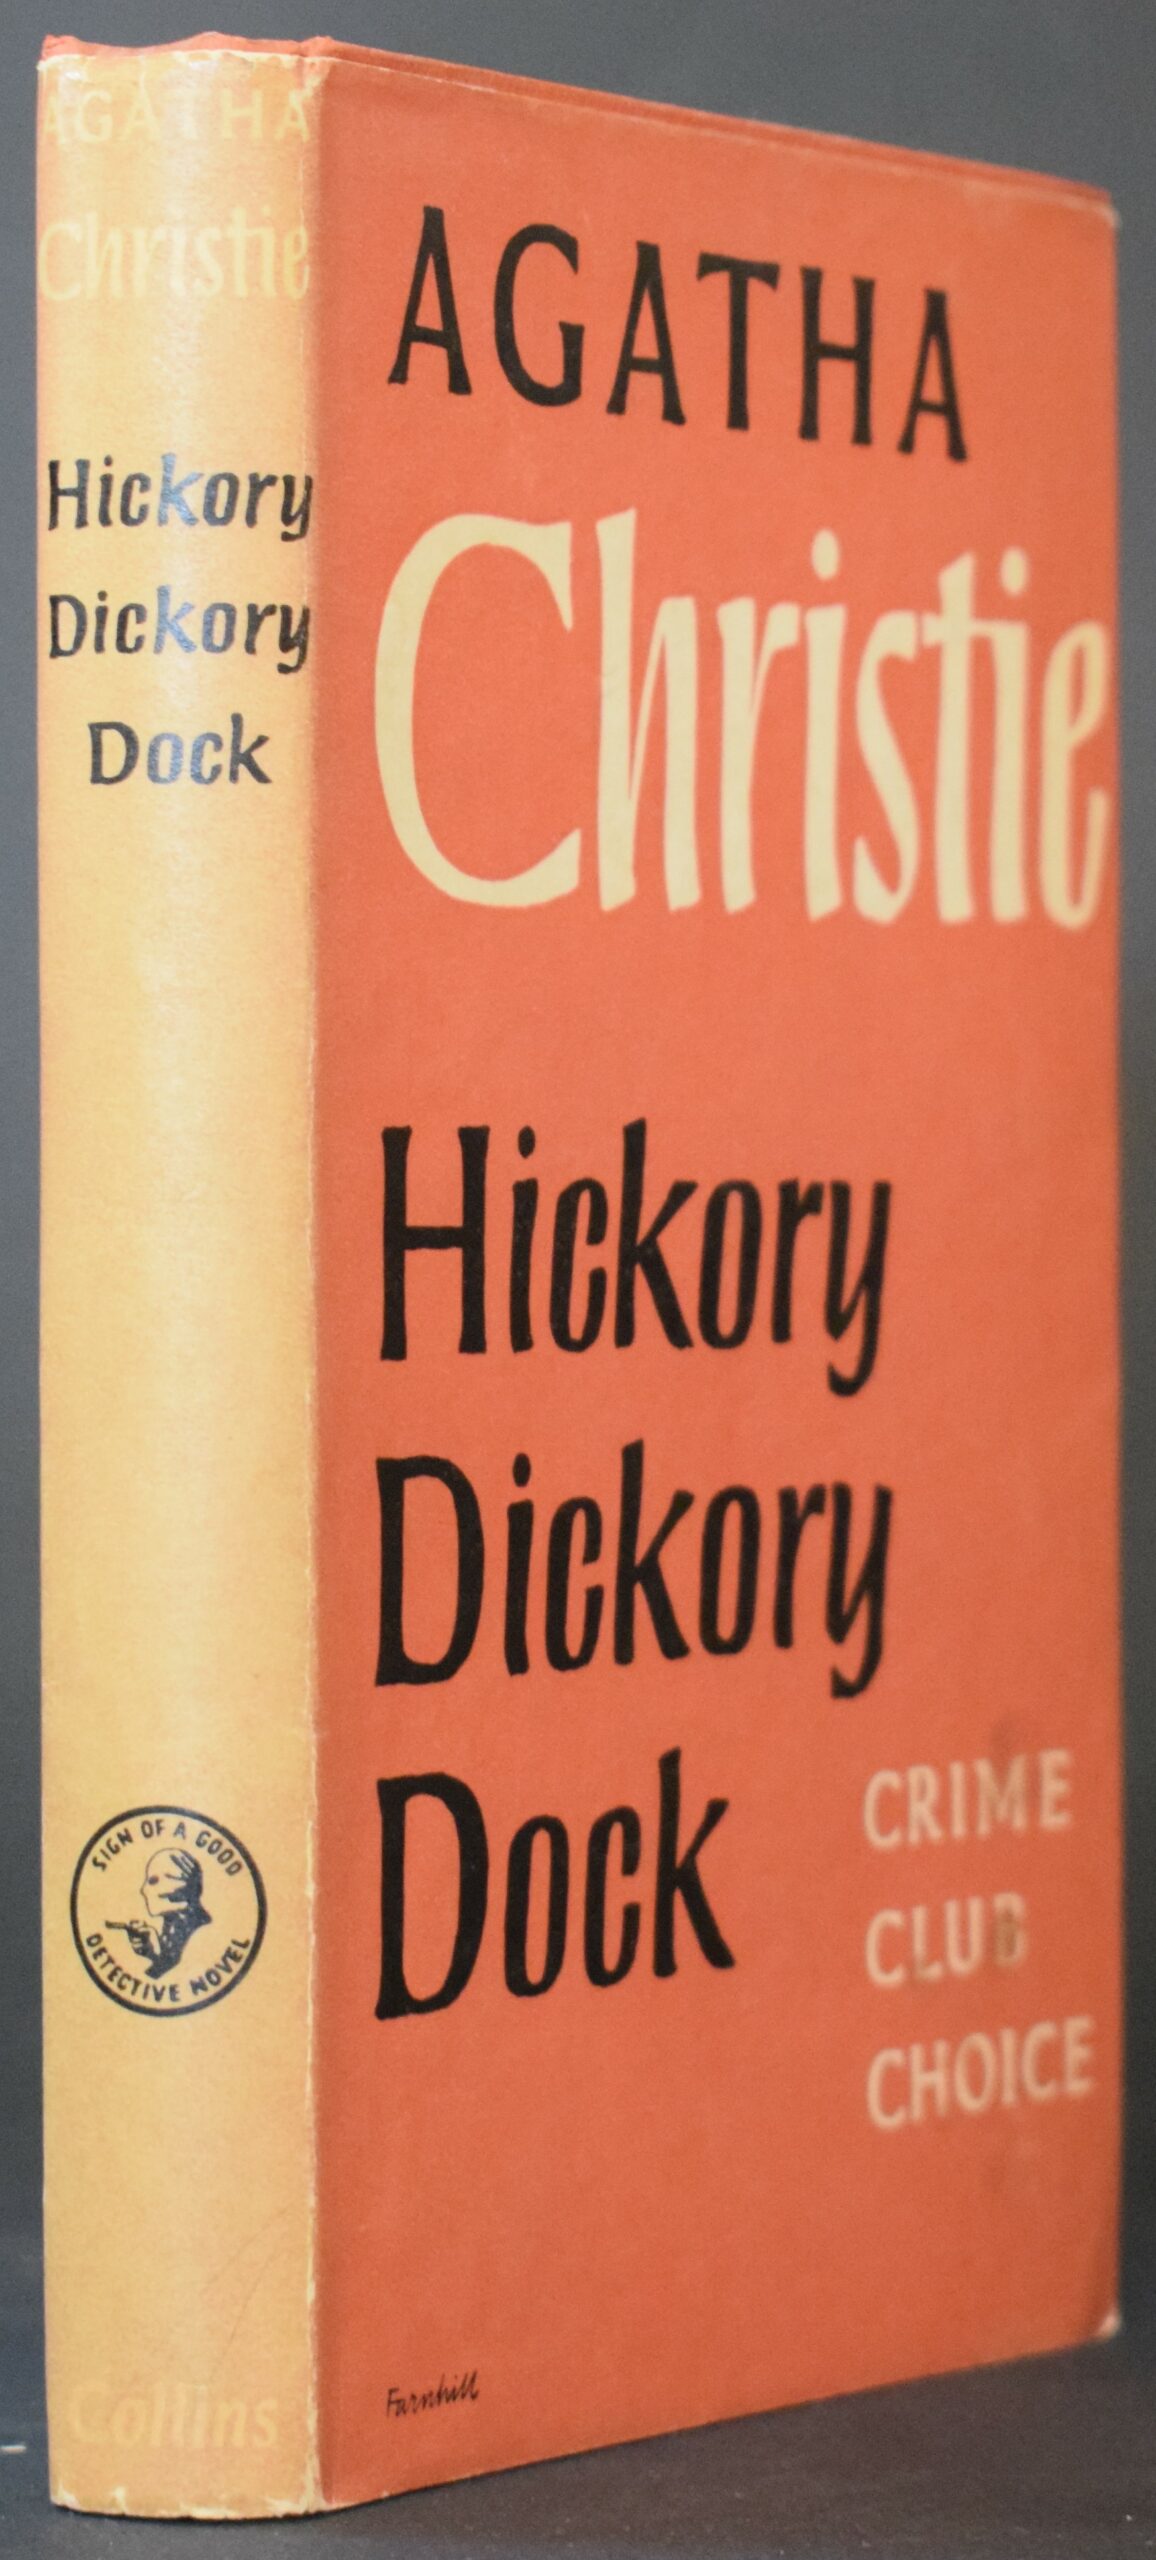 AGATHA
Christie
Hickory
Dickory
Dock
SIGN OF A GOOD
DETECTIVE NOVEL
Collins
AGATHA
Christie
Hickory
Dickory
Dock
CRIME
CLUB
CHOICE
Farnhill